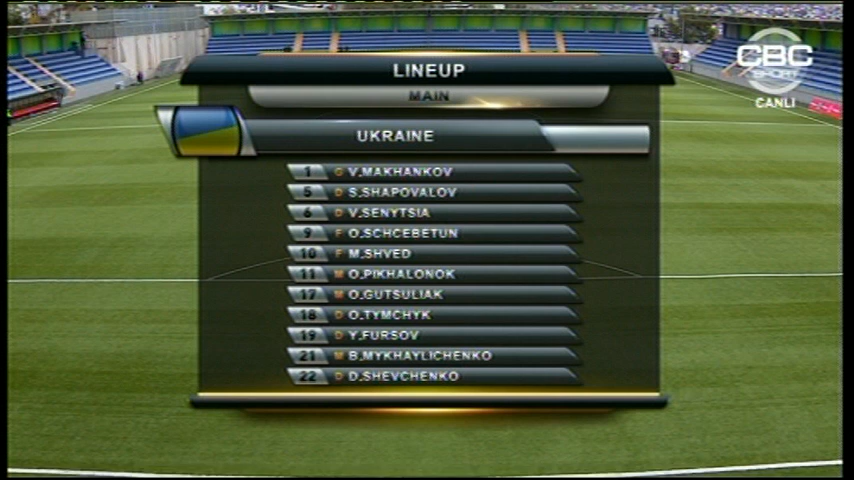 CBC
SPORT
CANLI
LINEUP
MAIN
UKRAINE
1 G V.MAKHANKOV
5 D S.SHAPOVALOV
6 D V.SENYTSIA
9 F O.SCHCEBETUN
10 F M.SHVED
11 M O.PIKHALONOK
17 M O.GUTSULIAK
18 D O.TYMCHYK
19 D Y.FURSOV
21 M B.MYKHAYLICHENKO
22 D D.SHEVCHENKO